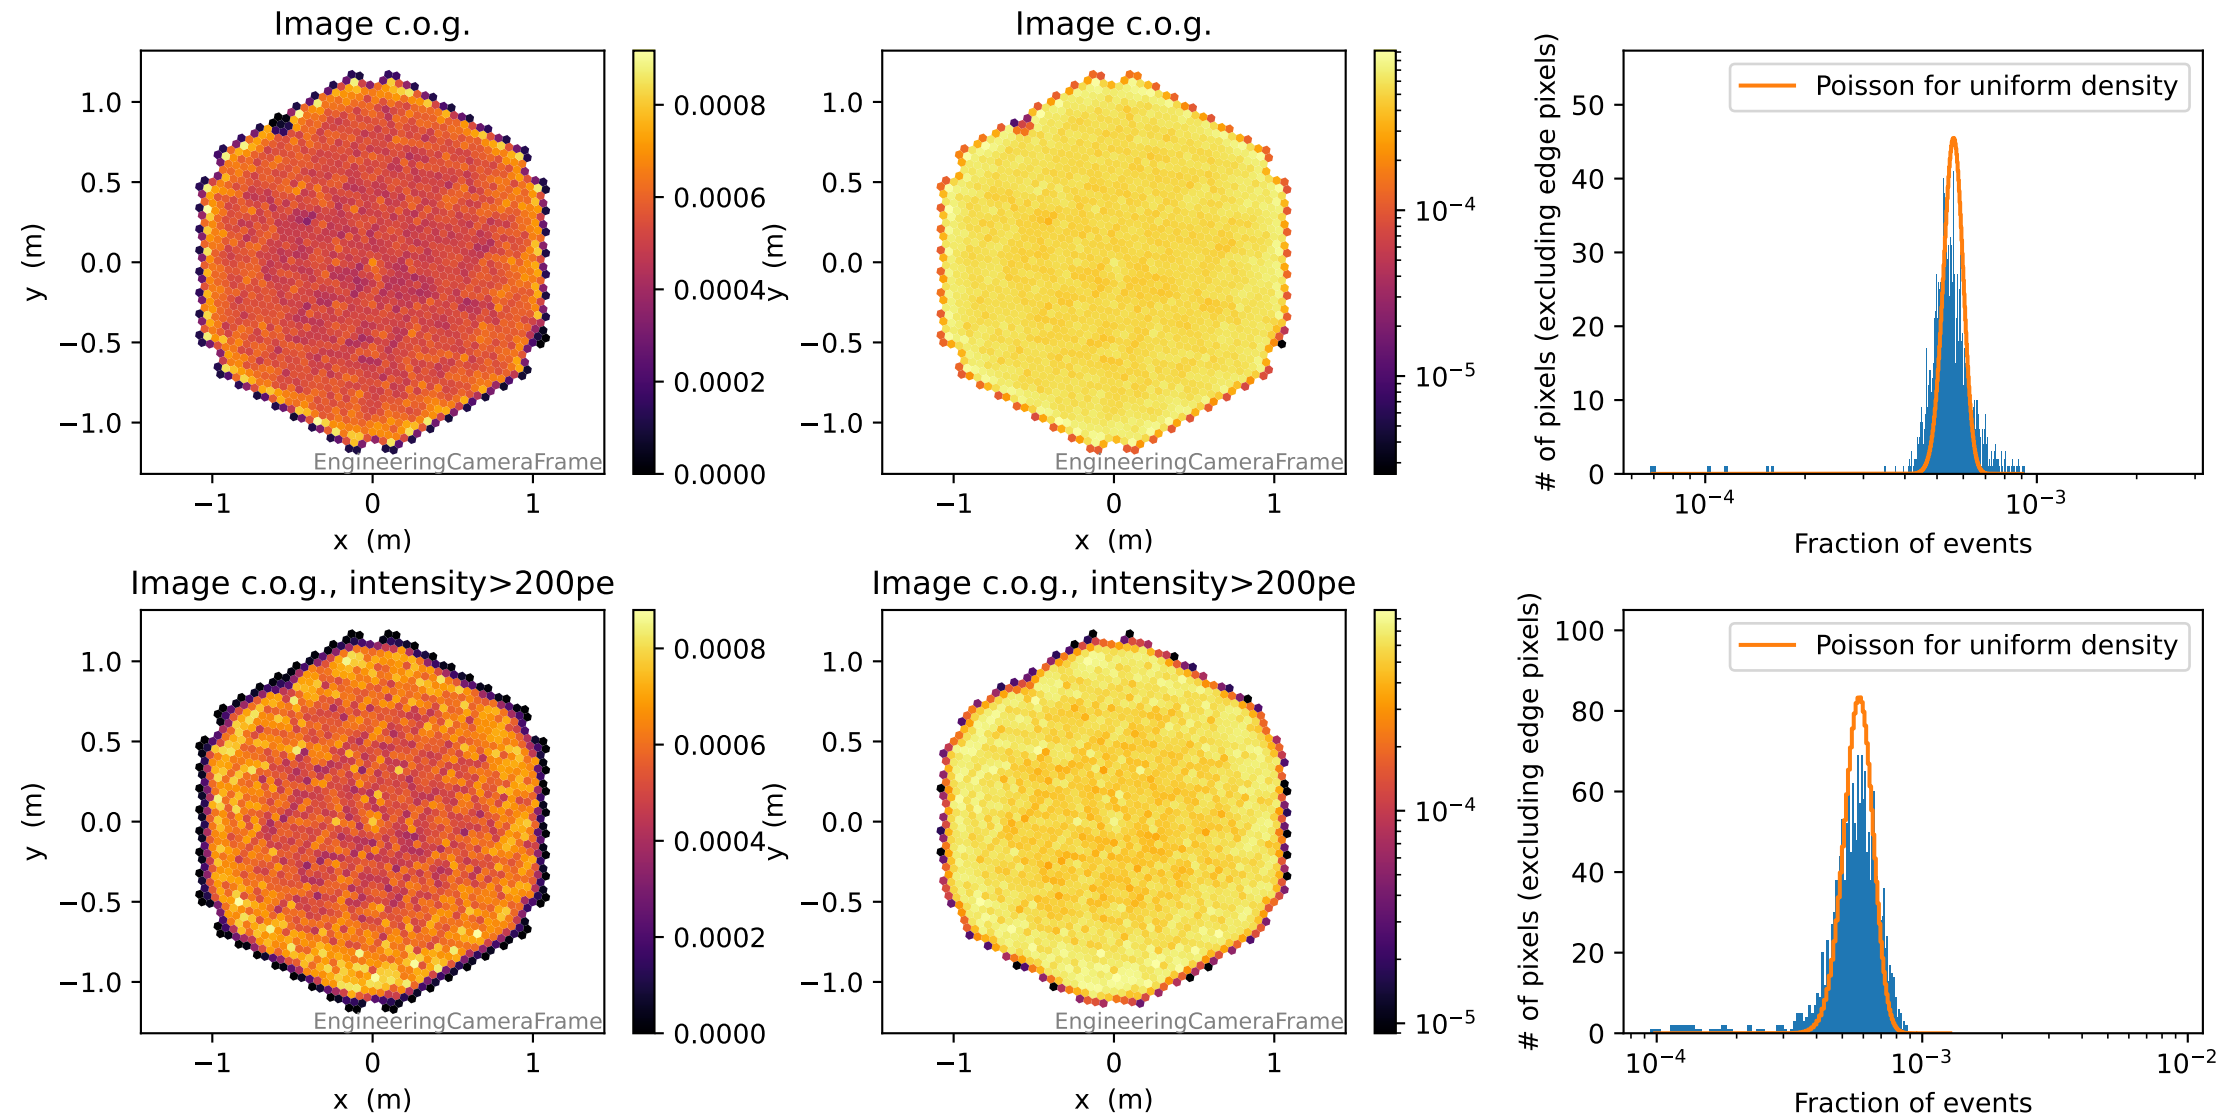 Image c.o.g.
1.0
0.5
0.0
−0.5
−1.0
y (m)
−1 0 1
x (m)
EngineeringCameraFrame
0.0008
0.0006
0.0004
0.0002
0.0000
Image c.o.g.
1.0
0.5
0.0
−0.5
−1.0
y (m)
−1 0 1
x (m)
EngineeringCameraFrame
10⁻⁴
10⁻⁵
Poisson for uniform density
50
40
30
20
10
0
# of pixels (excluding edge pixels)
10⁻⁴ 10⁻³
Fraction of events
Image c.o.g., intensity>200pe
1.0
0.5
0.0
−0.5
−1.0
y (m)
−1 0 1
x (m)
EngineeringCameraFrame
0.0008
0.0006
0.0004
0.0002
0.0000
Image c.o.g., intensity>200pe
1.0
0.5
0.0
−0.5
−1.0
y (m)
−1 0 1
x (m)
EngineeringCameraFrame
10⁻⁴
10⁻⁵
Poisson for uniform density
100
80
60
40
20
0
# of pixels (excluding edge pixels)
10⁻⁴ 10⁻³ 10⁻²
Fraction of events